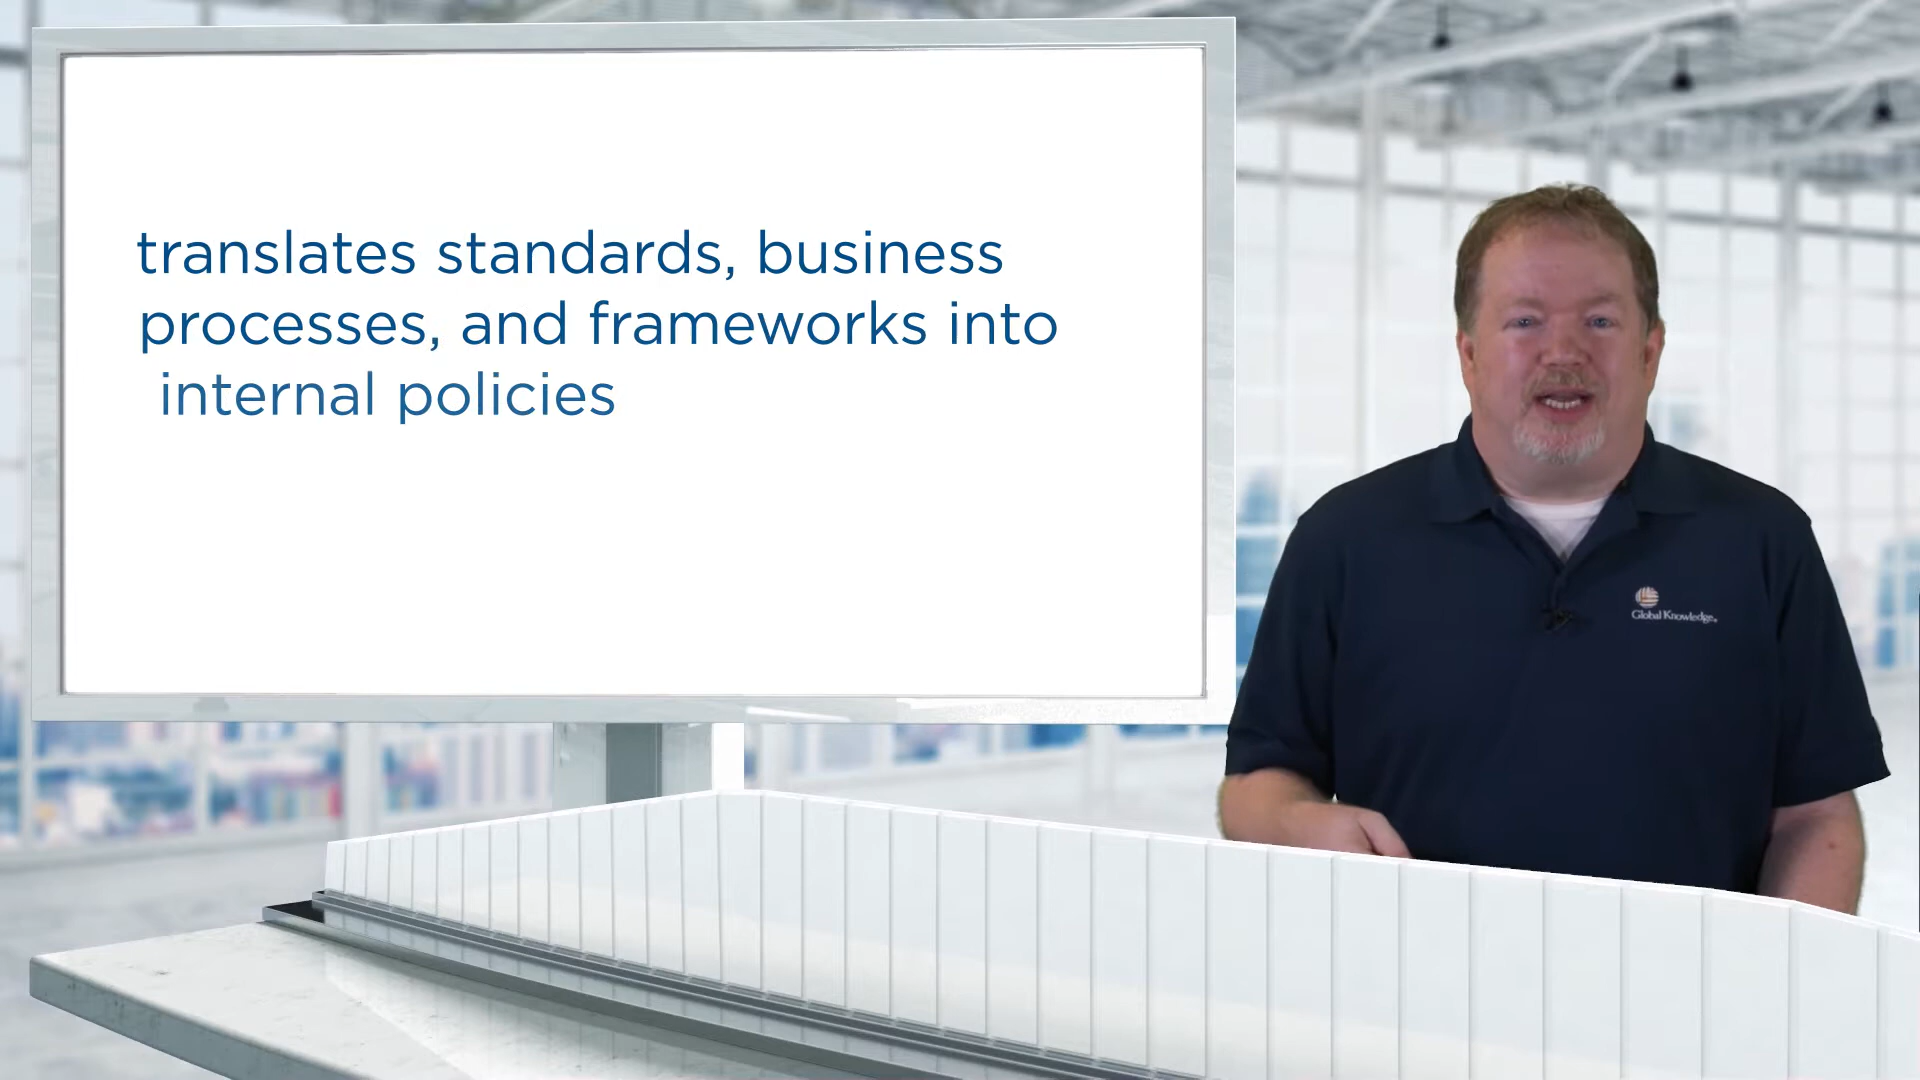 translates standards, business
processes, and frameworks into
internal policies
Global Knowledge.